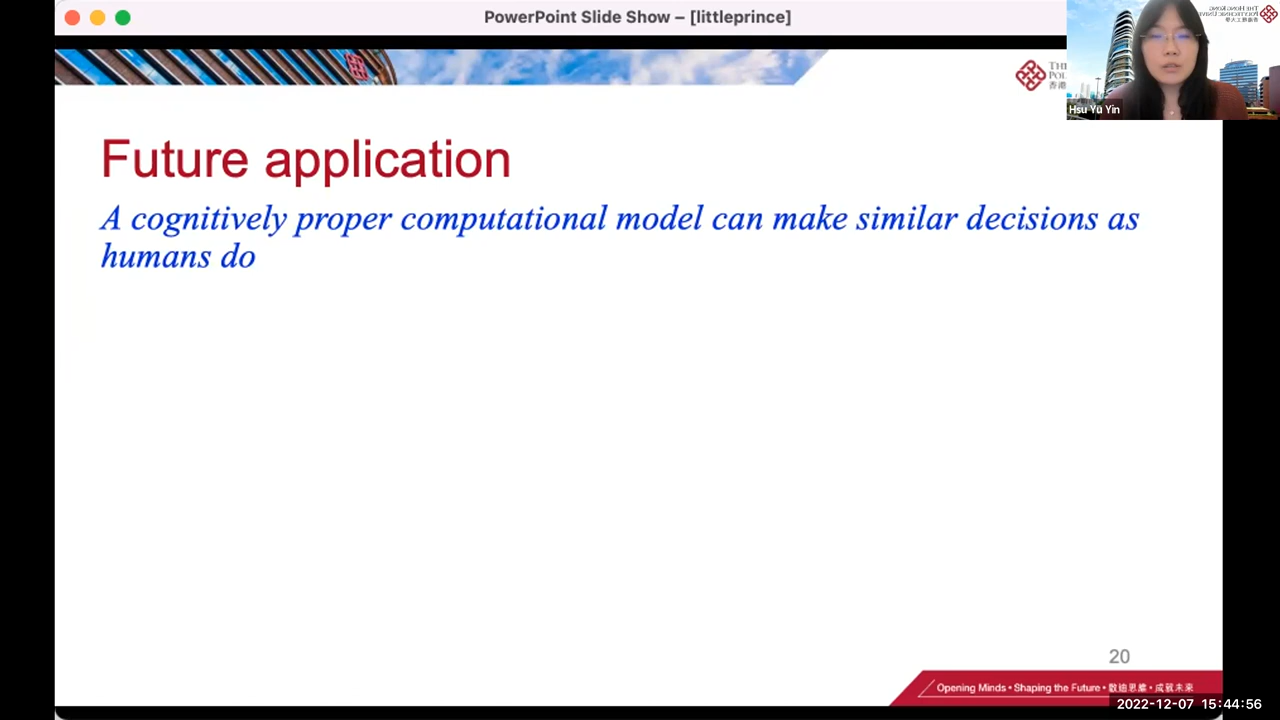 PowerPoint Slide Show – [littleprince]
Hsu Yu Yin
Future application
A cognitively proper computational model can make similar decisions as
humans do
20
Opening Minds • Shaping the Future • 啟迪思維 • 成就未來
2022-12-07 15:44:56